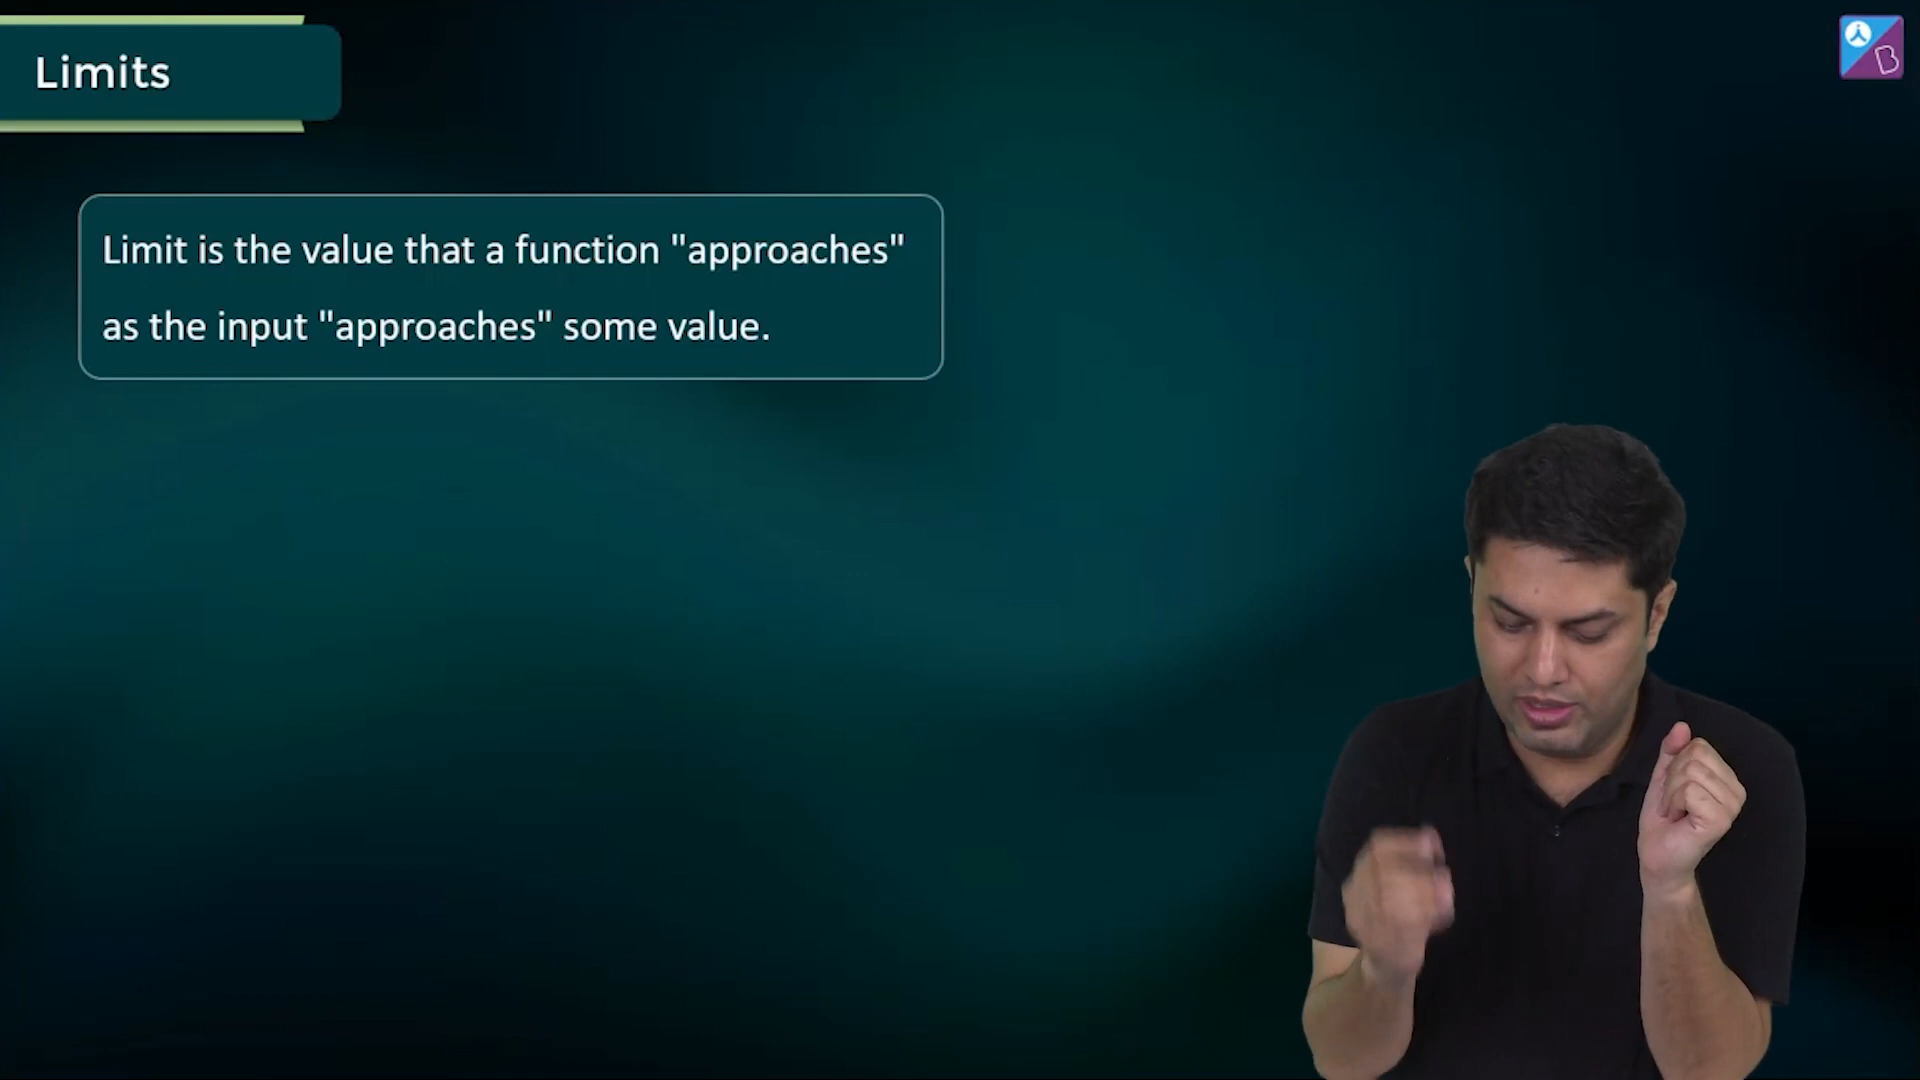 Limits
Limit is the value that a function "approaches"
as the input "approaches" some value.
B